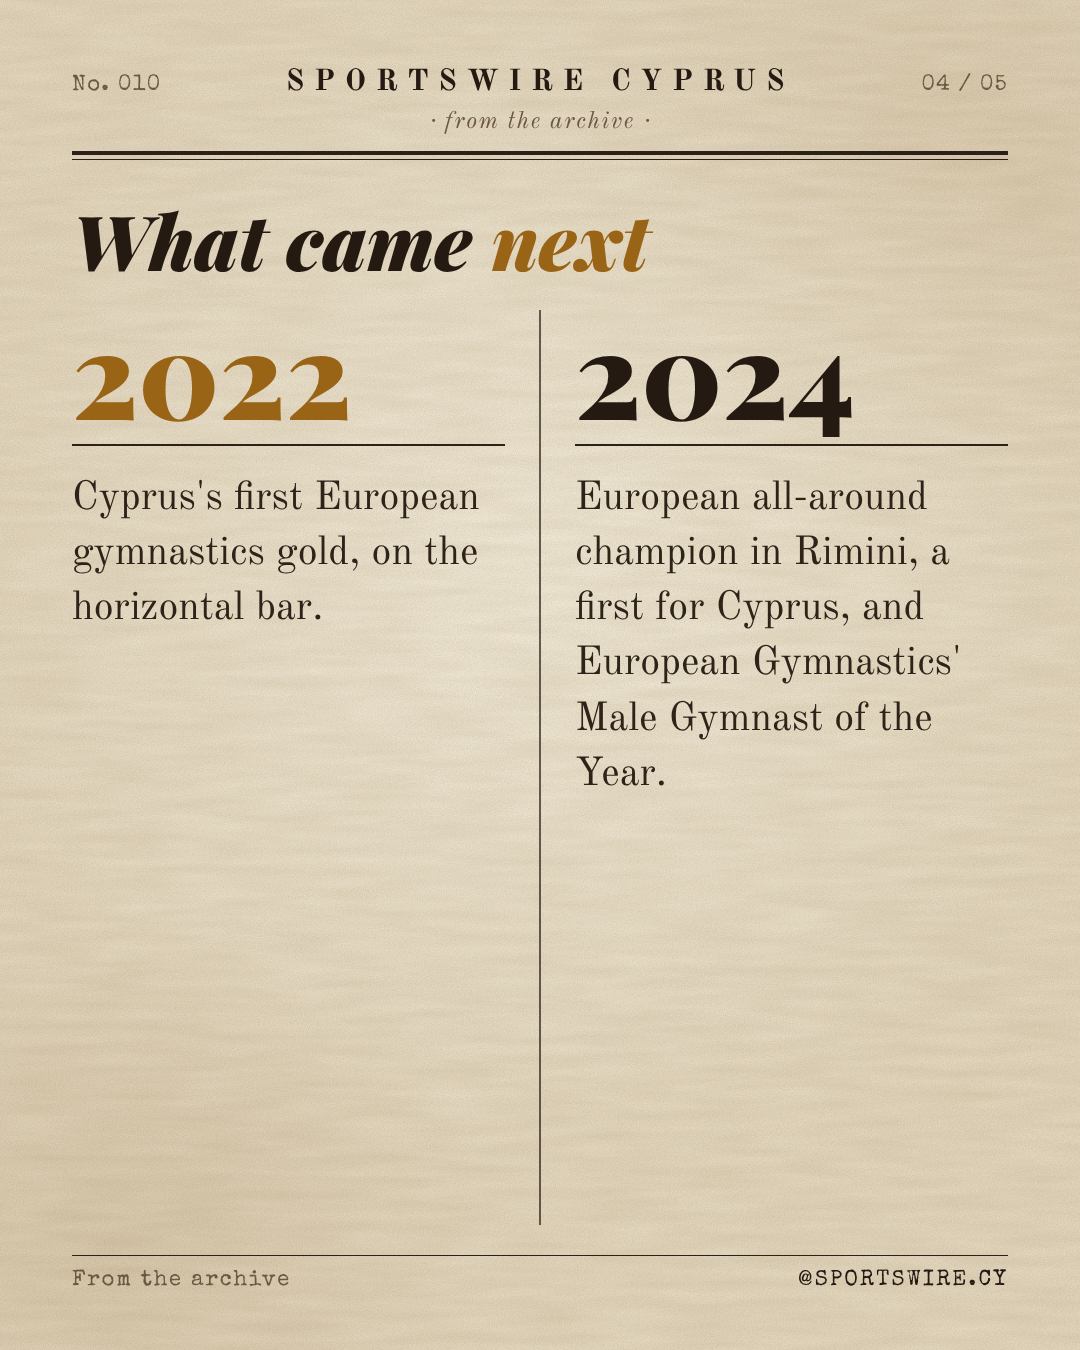 No. 010
SPORTSWIRE CYPRUS
04 / 05
· from the archive ·
What came next
2022
Cyprus's first European
gymnastics gold, on the
horizontal bar.
2024
European all-around
champion in Rimini, a
first for Cyprus, and
European Gymnastics'
Male Gymnast of the
Year.
From the archive
@SPORTSWIRE.CY